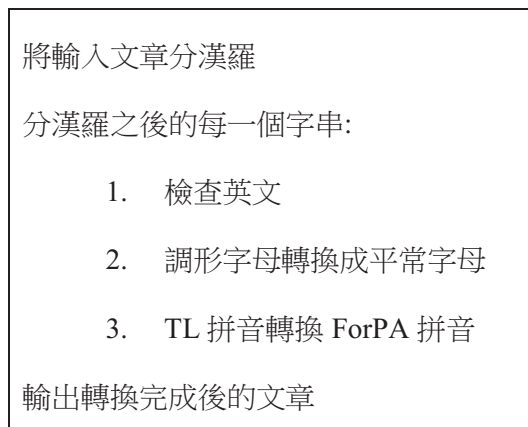 將輸入文章分漢羅
分漢羅之後的每一個字串:
1. 檢查英文
2. 調形字母轉換成平常字母
3. TL 拼音轉換 ForPA 拼音
輸出轉換完成後的文章